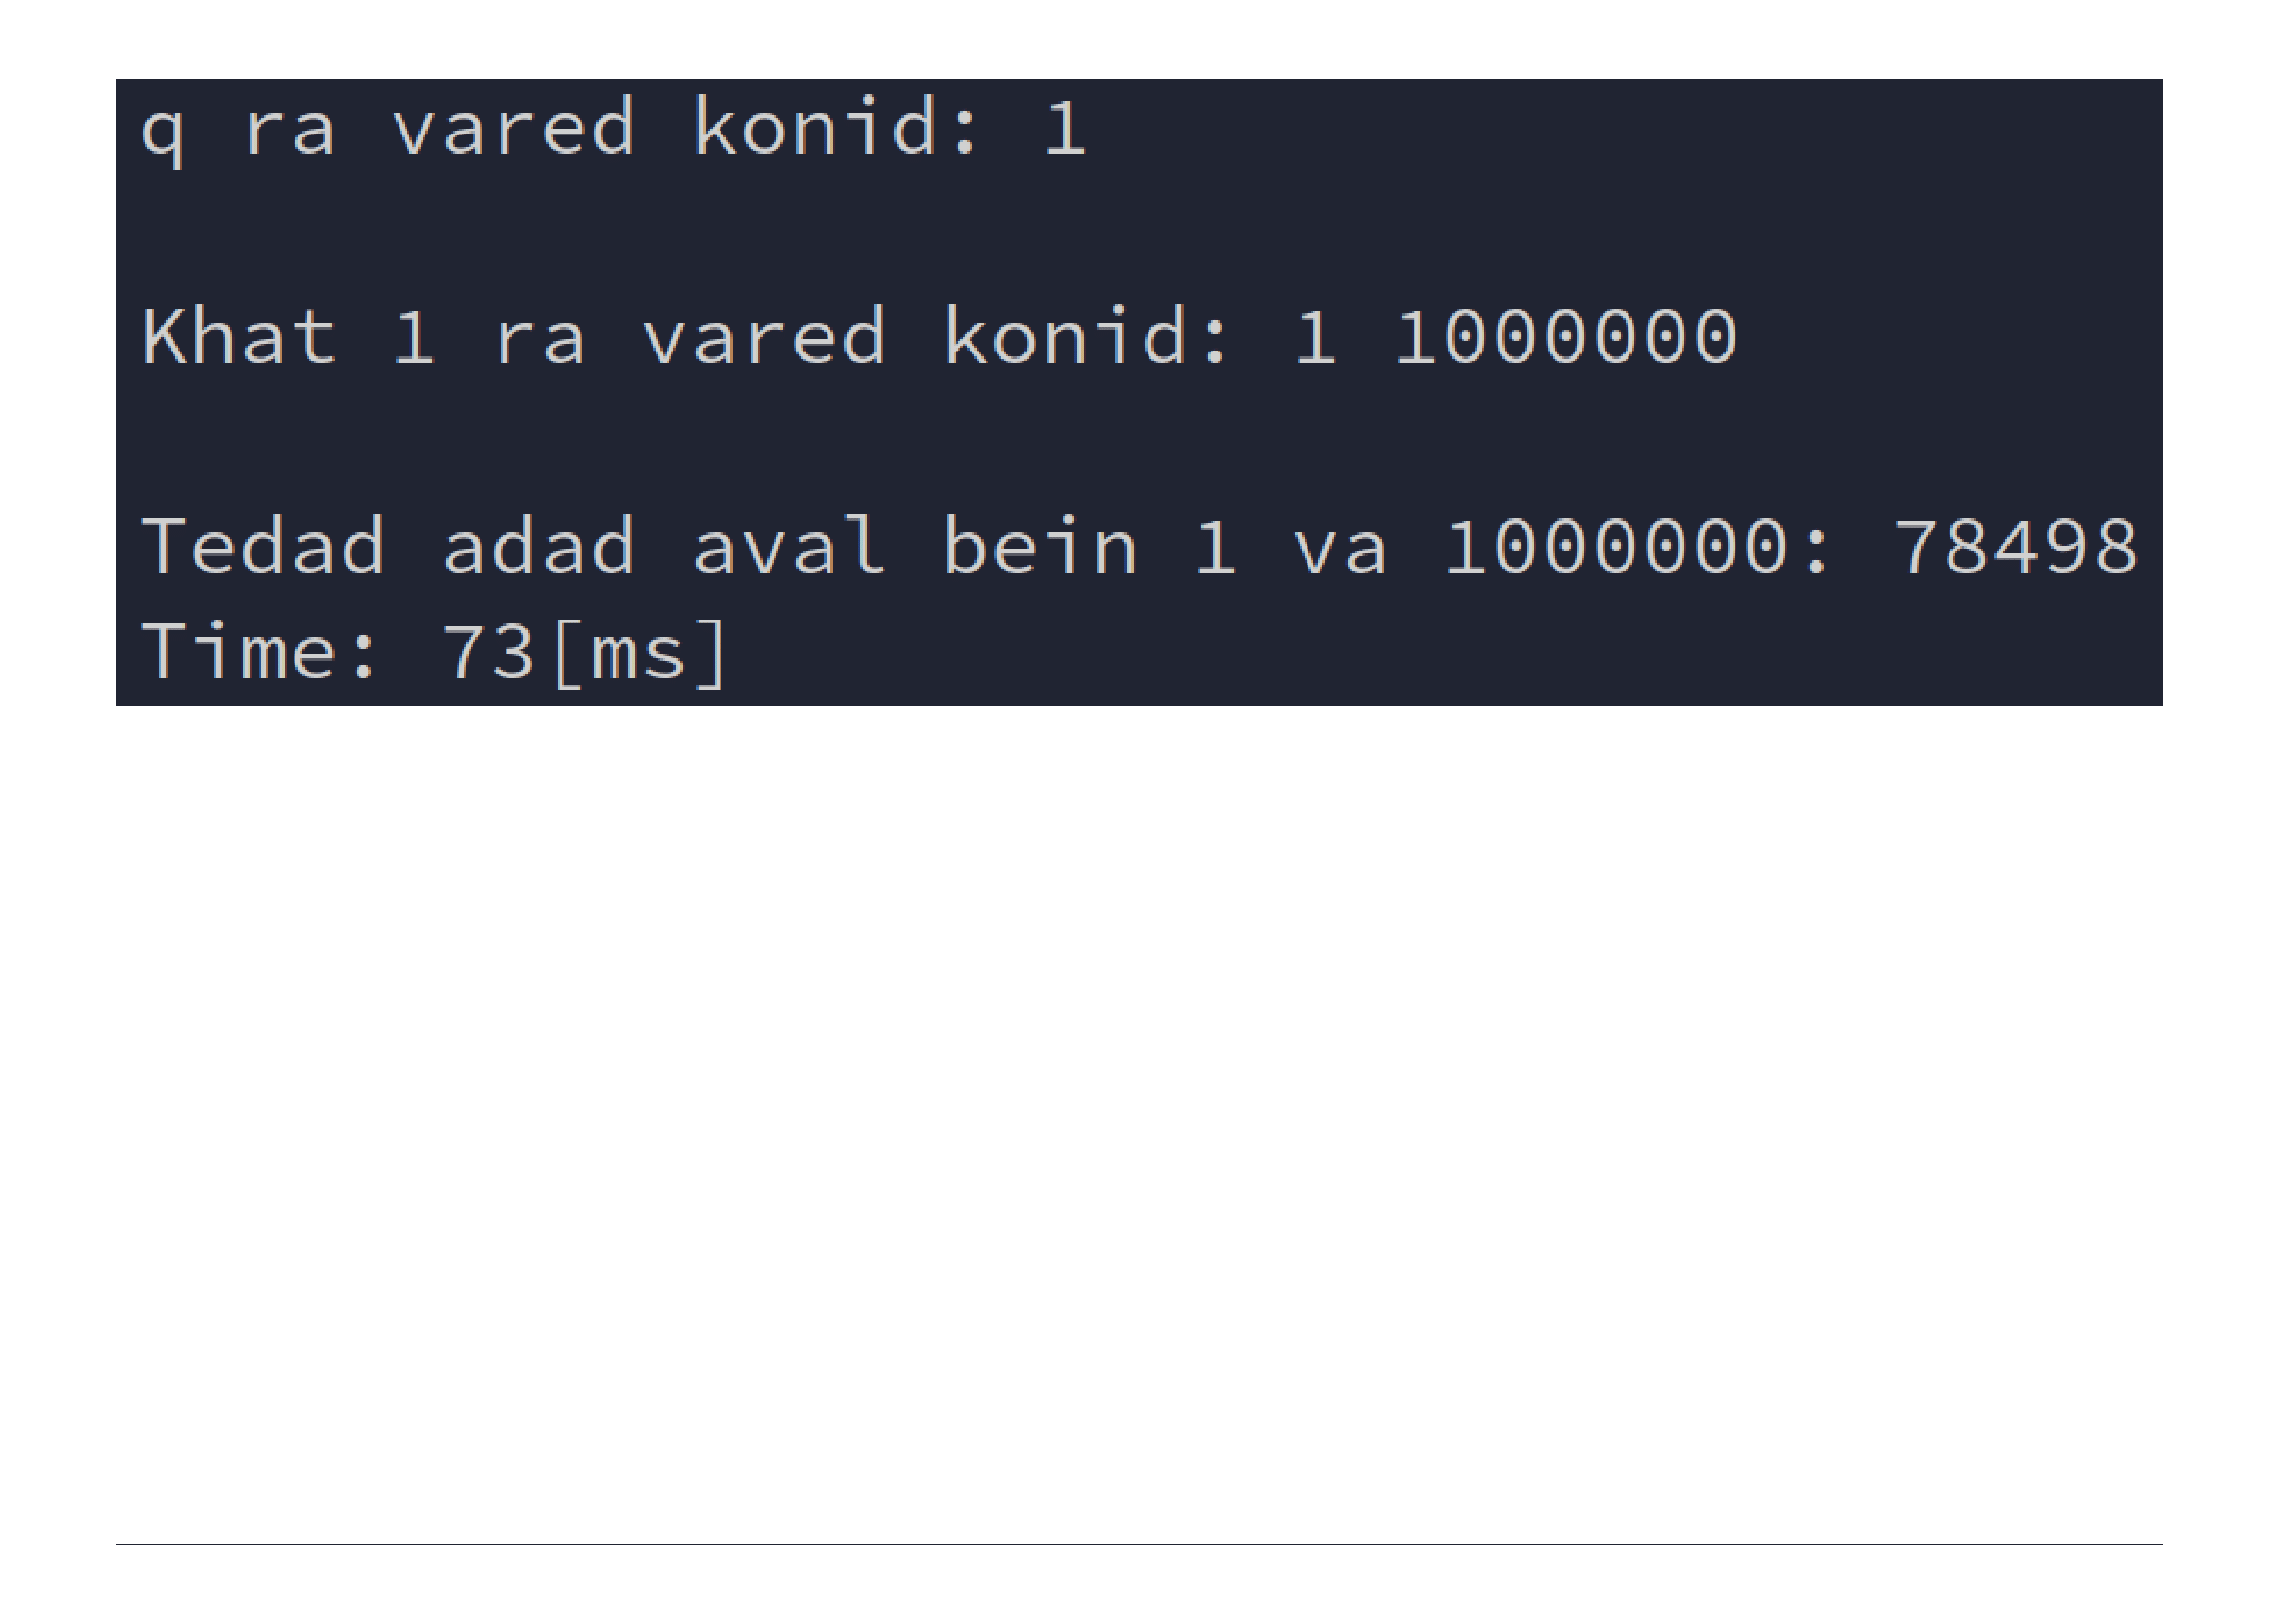 q ra vared konid: 1
Khat 1 ra vared konid: 1 1000000
Tedad adad aval bein 1 va 1000000: 78498
Time: 73[ms]